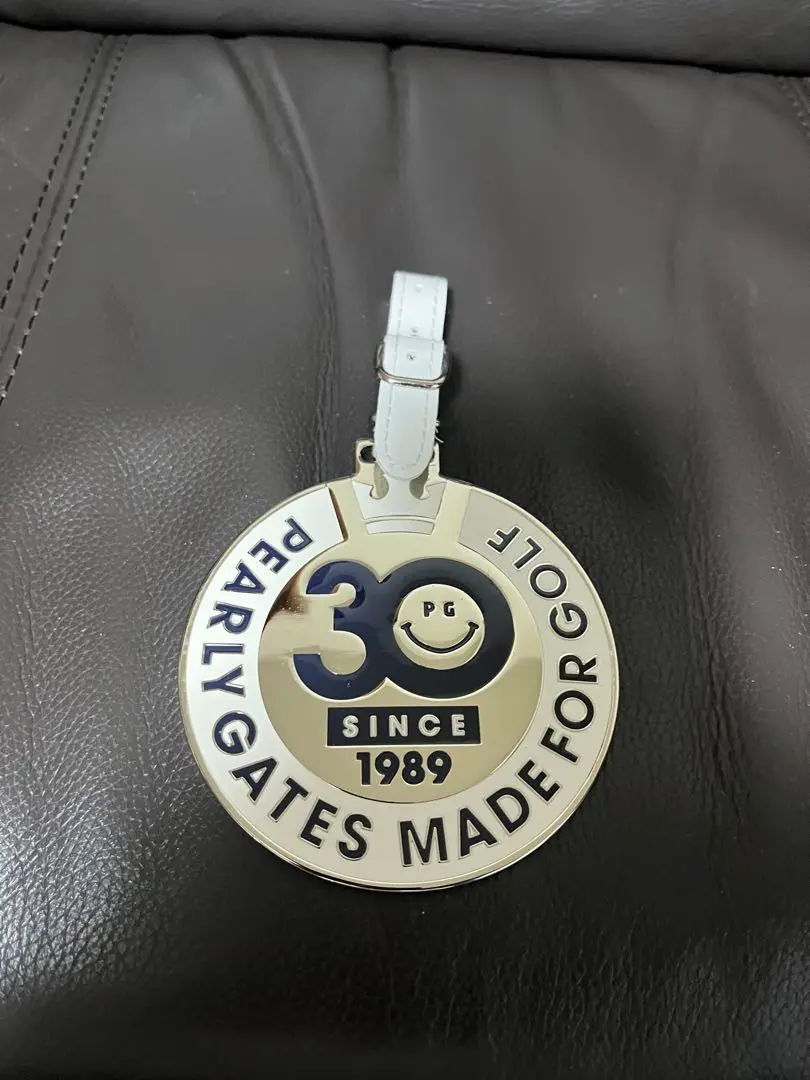 PEARLY GATES MADE FOR GOLF
30
PG
SINCE
1989